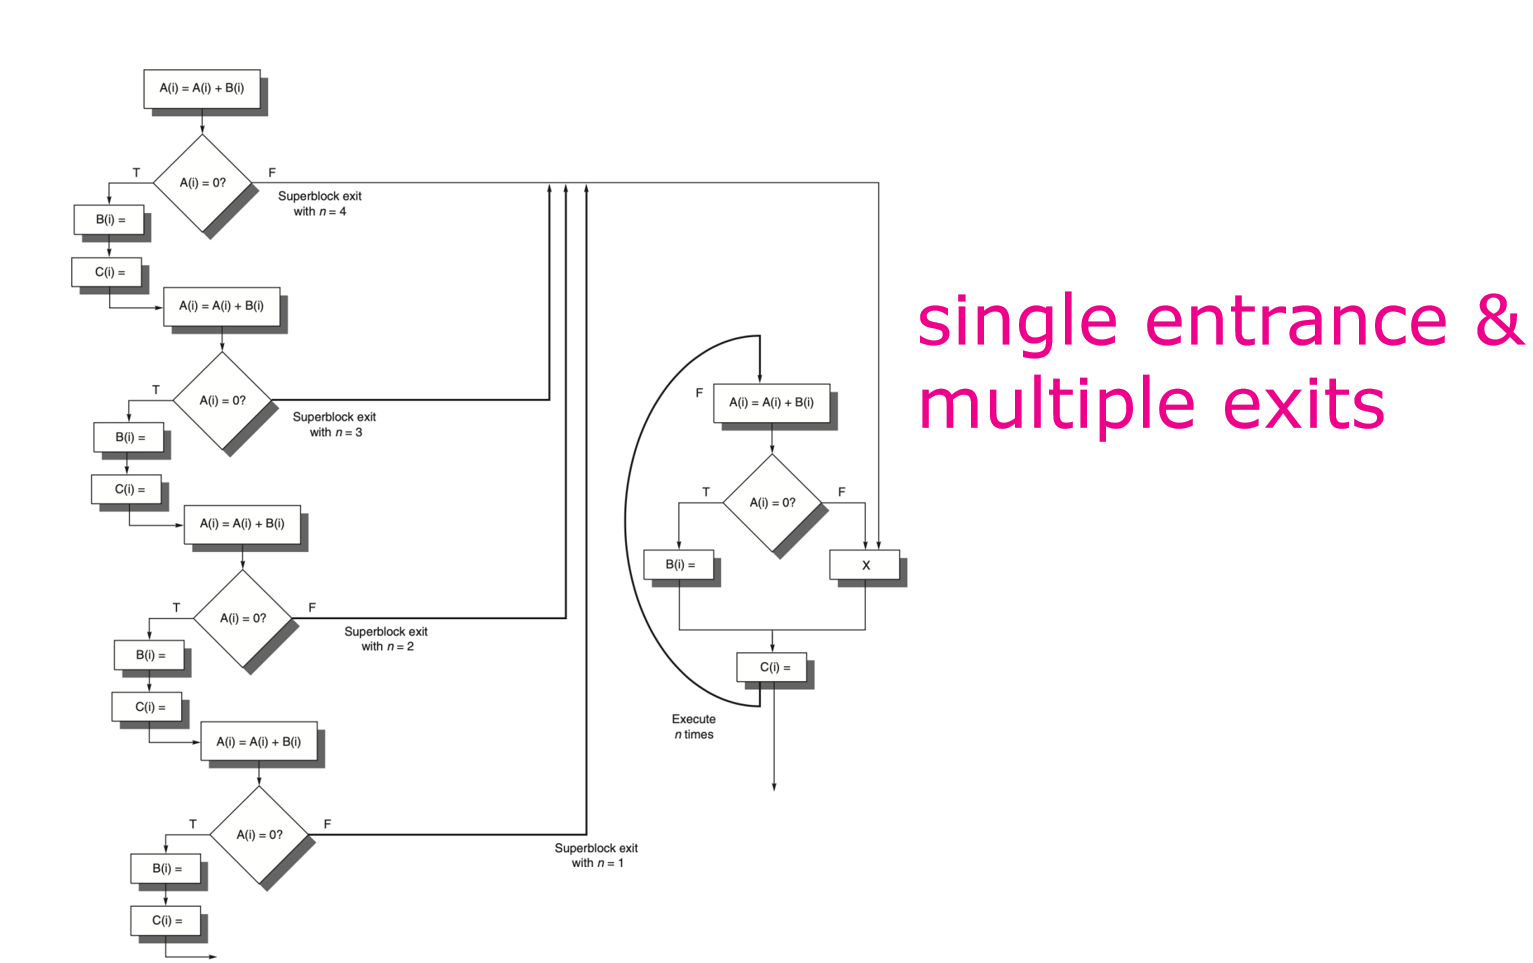 A(i) = A(i) + B(i)
T
A(i) = 0?
F
Superblock exit
with n = 4
B(i) =
C(i) =
A(i) = A(i) + B(i)
T
A(i) = 0?
Superblock exit
with n = 3
B(i) =
C(i) =
A(i) = A(i) + B(i)
T
A(i) = 0?
F
Superblock exit
with n = 2
B(i) =
C(i) =
A(i) = A(i) + B(i)
T
A(i) = 0?
F
Superblock exit
with n = 1
B(i) =
C(i) =
F
A(i) = A(i) + B(i)
T
A(i) = 0?
F
B(i) =
X
C(i) =
Execute
n times
single entrance &
multiple exits